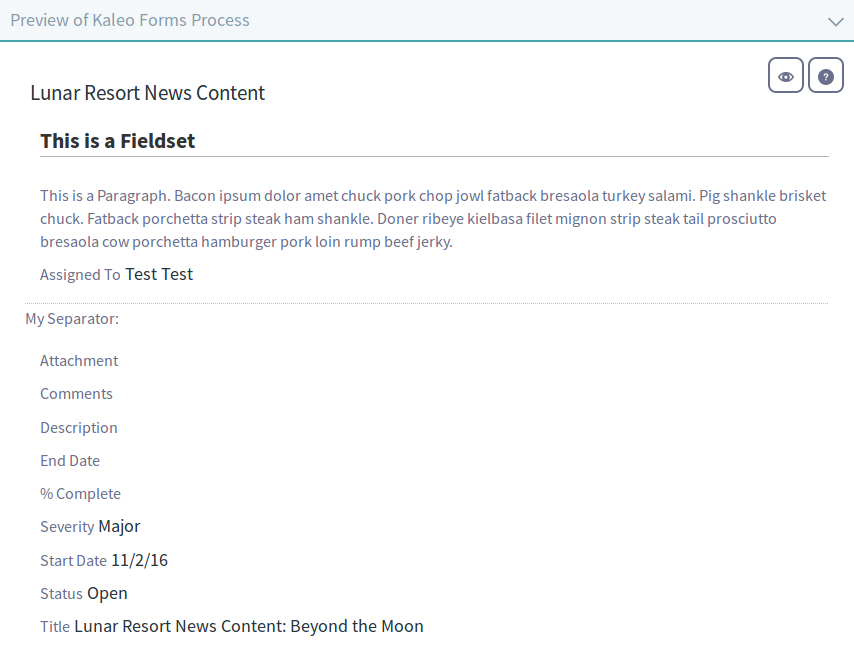 Preview of Kaleo Forms Process
Lunar Resort News Content
?
This is a Fieldset
This is a Paragraph. Bacon ipsum dolor amet chuck pork chop jowl fatback bresaola turkey salami. Pig shankle brisket
chuck. Fatback porchetta strip steak ham shankle. Doner ribeye kielbasa filet mignon strip steak tail prosciutto
bresaola cow porchetta hamburger pork loin rump beef jerky.
Assigned To Test Test
My Separator:
Attachment
Comments
Description
End Date
% Complete
Severity Major
Start Date 11/2/16
Status Open
Title Lunar Resort News Content: Beyond the Moon